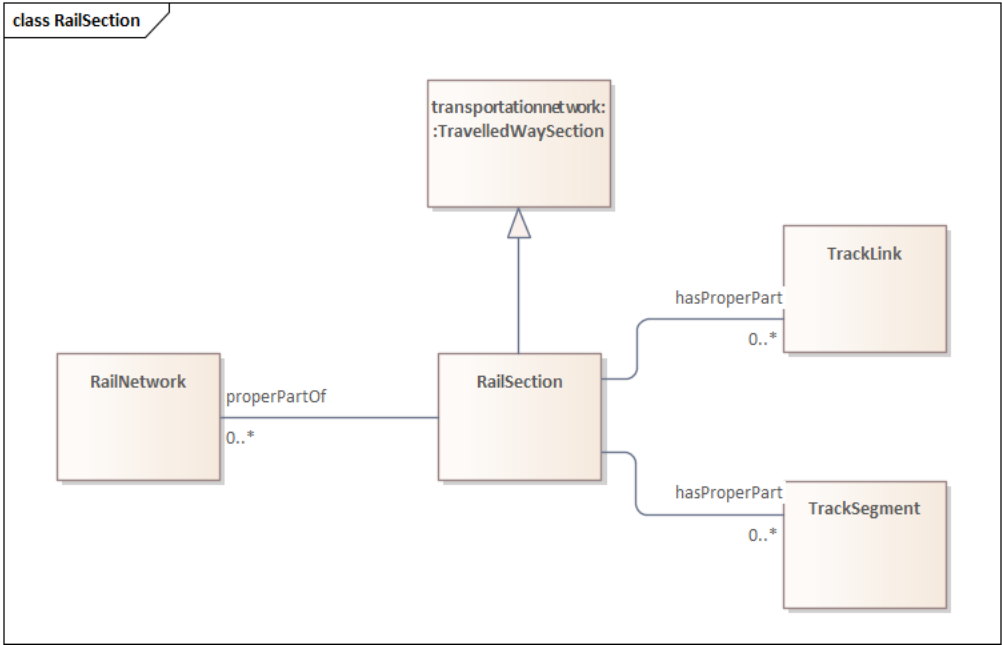 class RailSection
transportationnetwork:
:TravelledWaySection
TrackLink
hasProperPart
0..*
RailNetwork
properPartOf
0..*
RailSection
hasProperPart
0..*
TrackSegment